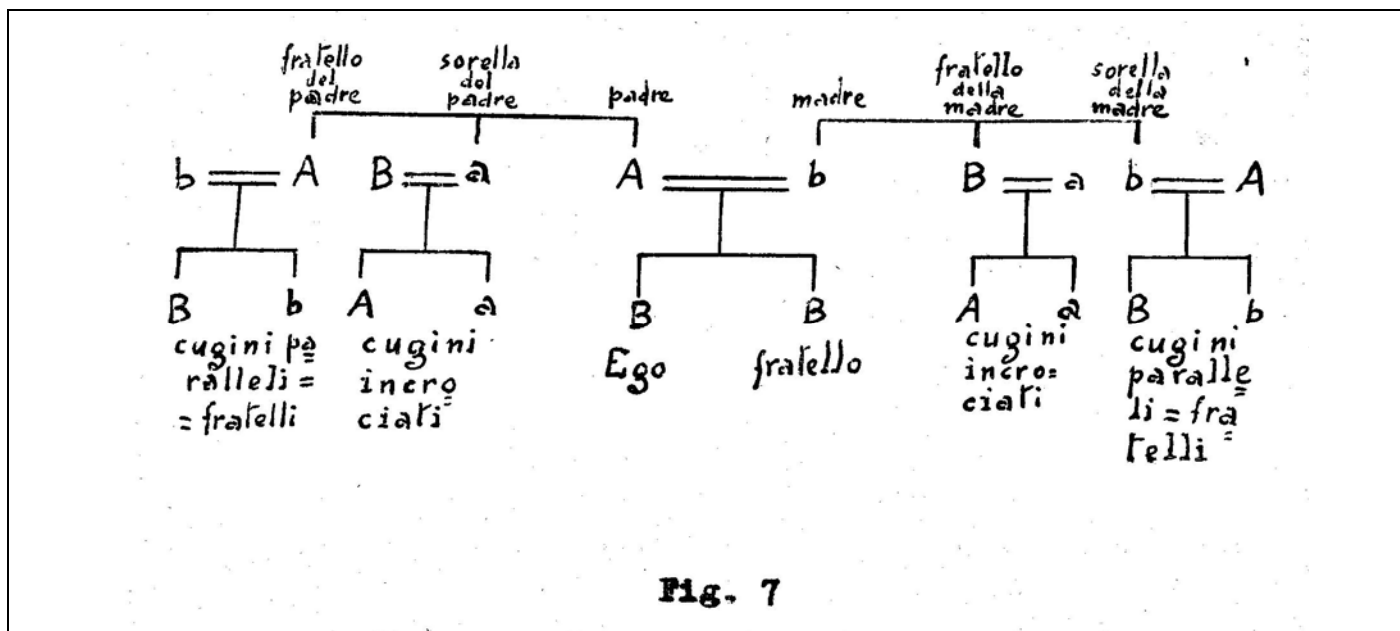 fratello
del
padre
sorella
del
padre
padre
madre
fratello
della
madre
sorella
della
madre
b A B a A b B a b A
B b A a B B A a B b
cugini pa=
ralleli =
= fratelli
cugini
incro=
ciati
Ego
fratello
cugini
incro=
ciati
cugini
paralle=
li = fra=
telli
Fig. 7